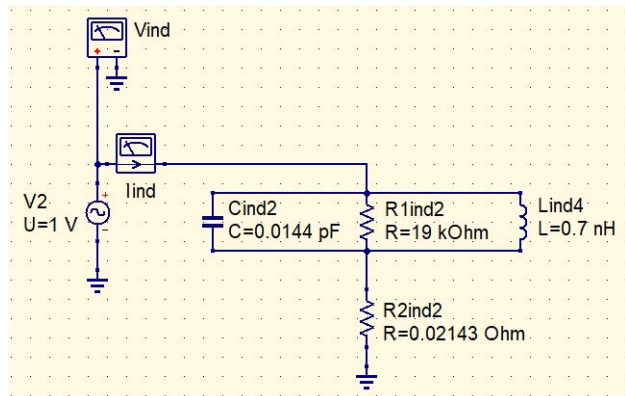 Vind
+ -
Iind
V2
U=1 V
+
-
Cind2
C=0.0144 pF
R1ind2
R=19 kOhm
Lind4
L=0.7 nH
R2ind2
R=0.02143 Ohm